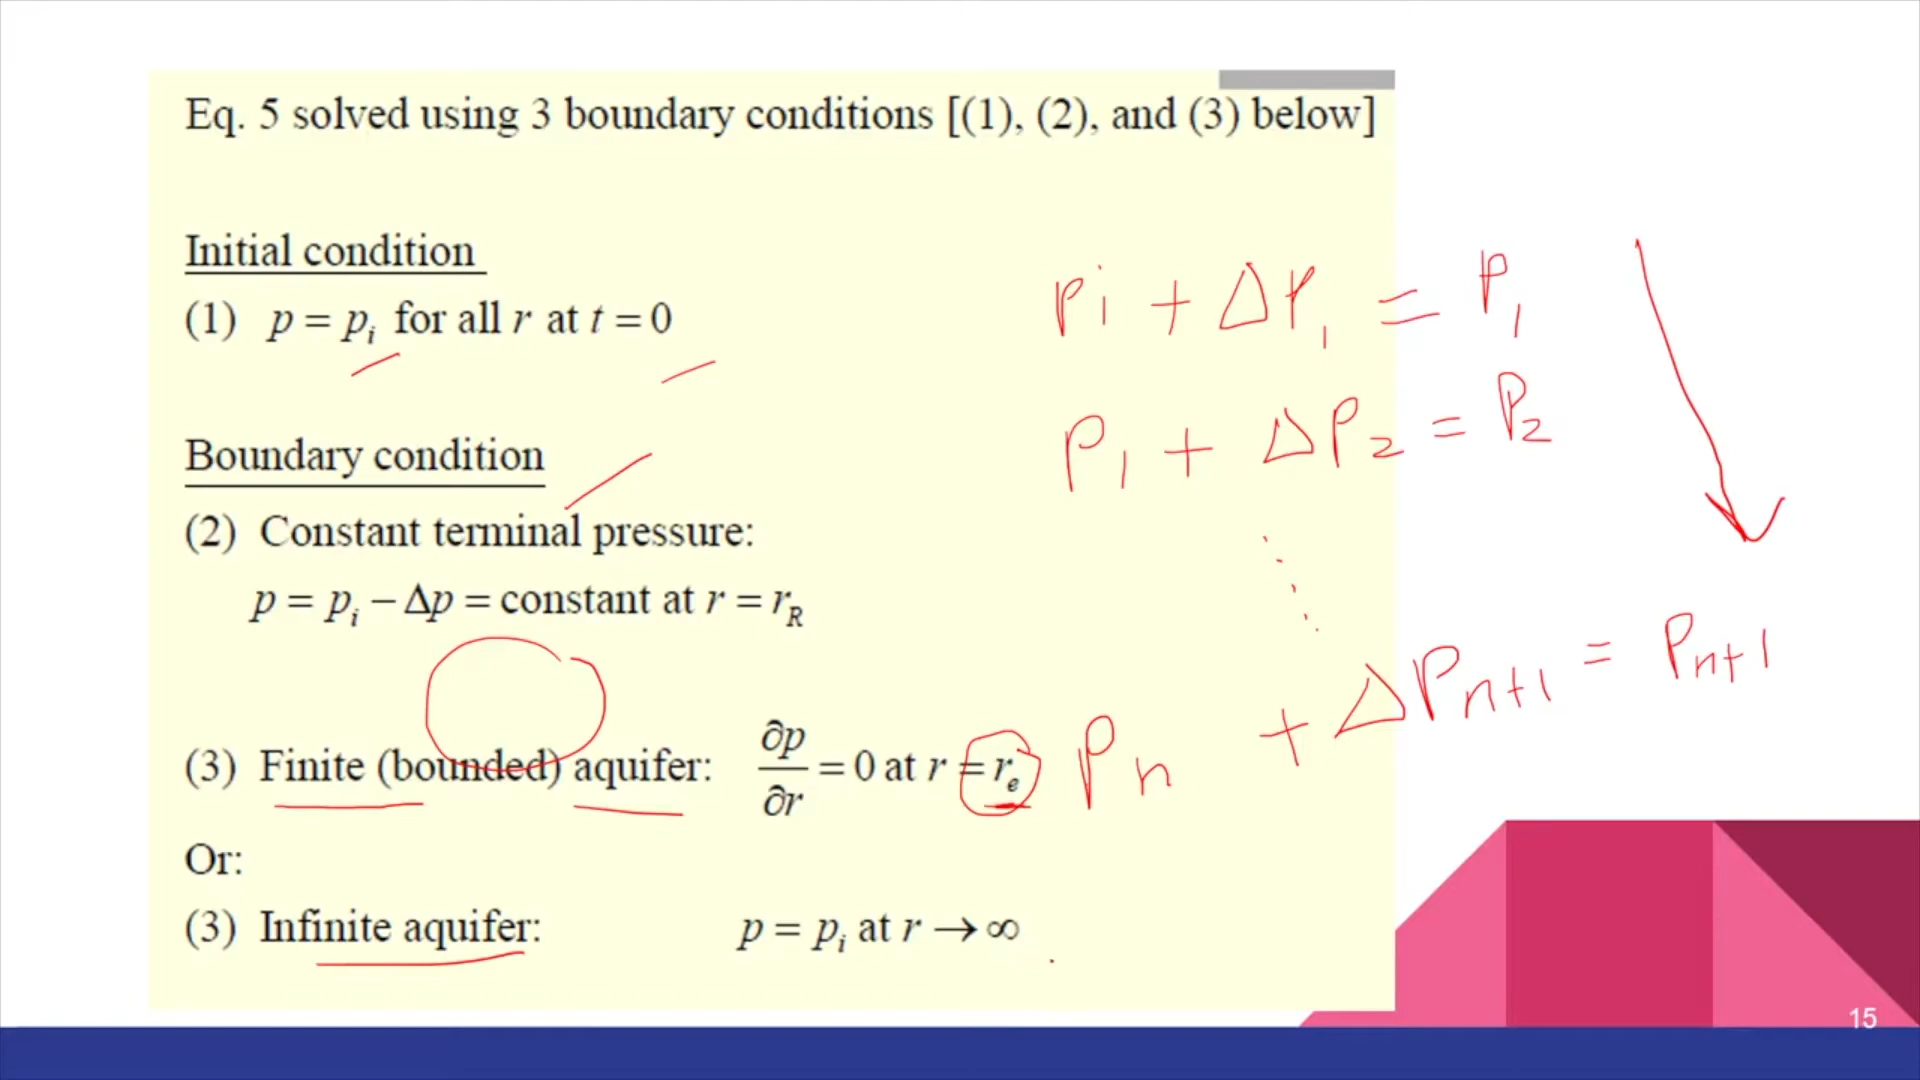 Eq. 5 solved using 3 boundary conditions [(1), (2), and (3) below]
Initial condition
(1) p = pᵢ for all r at t = 0
Boundary condition
(2) Constant terminal pressure:
p = pᵢ − Δp = constant at r = r_R
(3) Finite (bounded) aquifer: ∂p/∂r = 0 at r = r_e
Or:
(3) Infinite aquifer: p = pᵢ at r → ∞
Pi + ΔP₁ = P₁
P₁ + ΔP₂ = P₂
Pₙ + ΔPₙ₊₁ = Pₙ₊₁
15